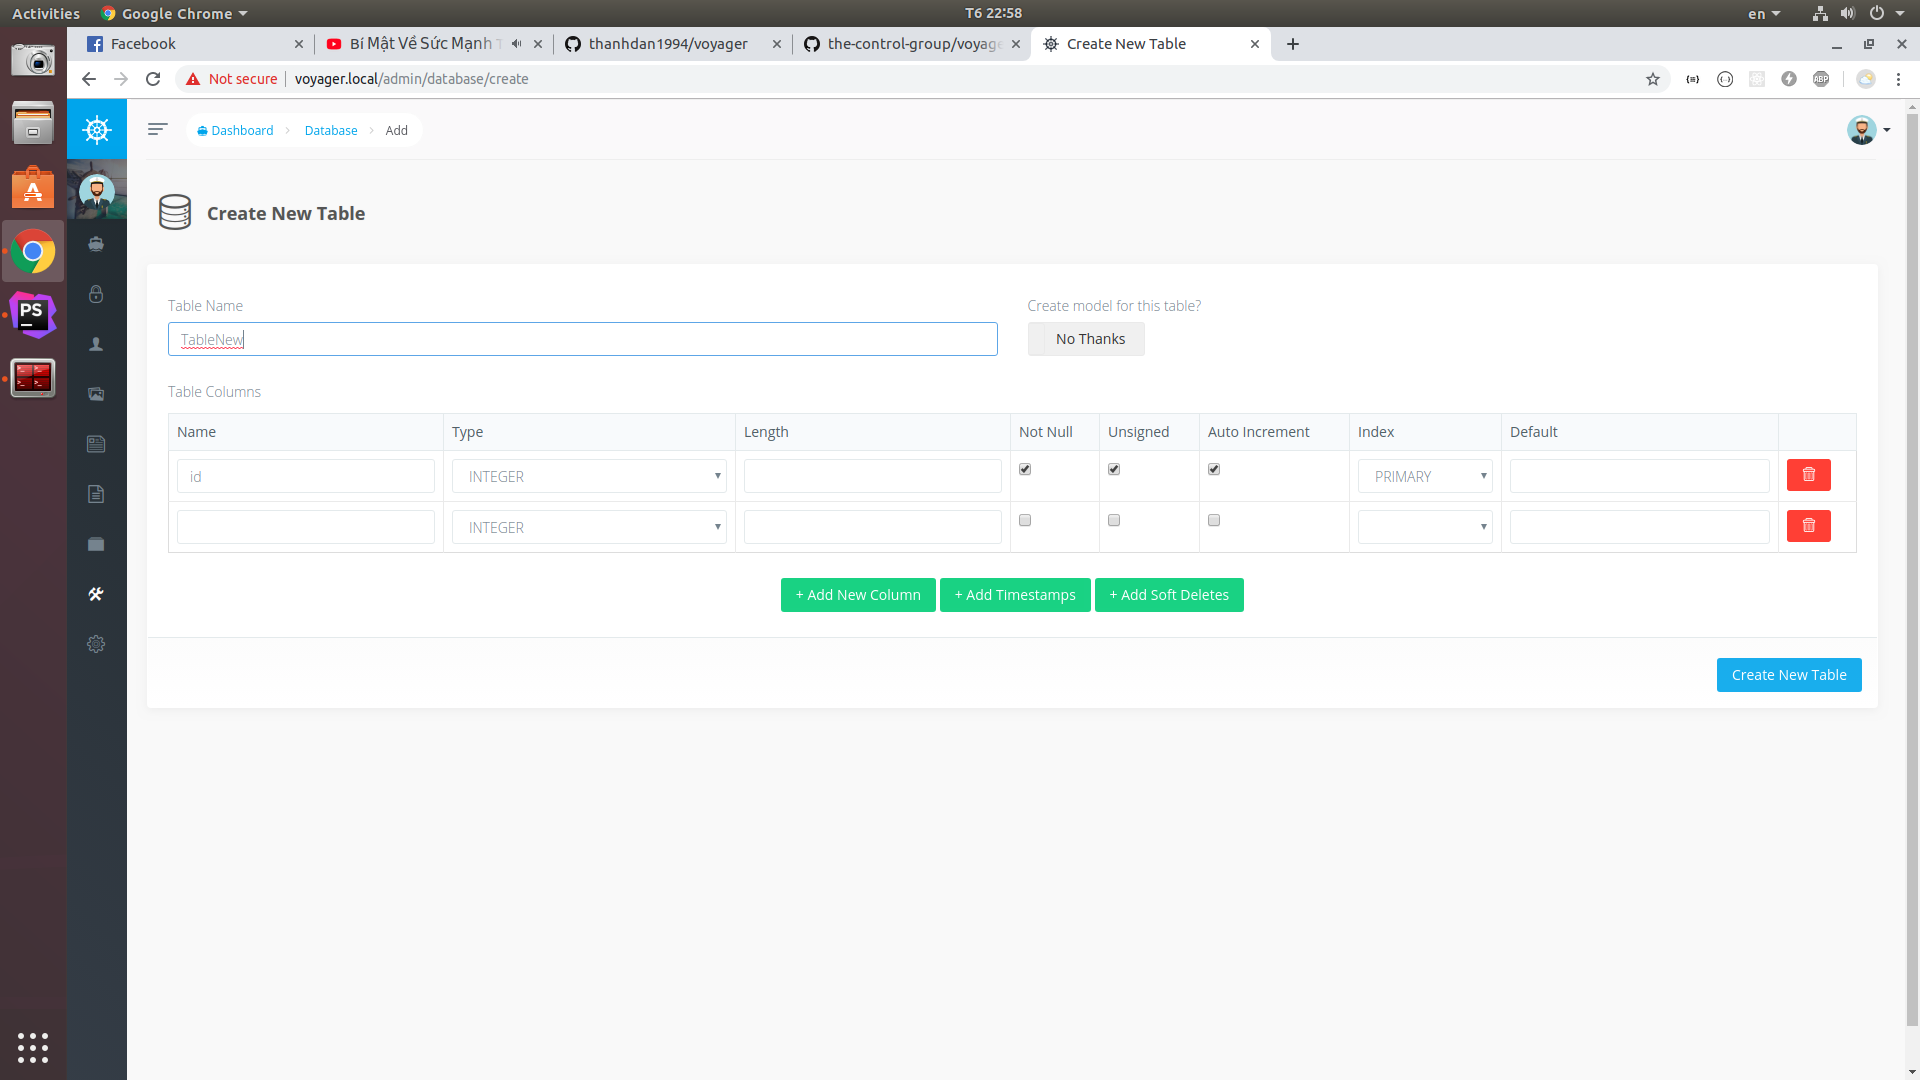 Activities Google Chrome T6 22:58 en
Facebook Bí Mật Về Sức Mạnh T thanhdan1994/voyager the-control-group/voyage Create New Table
Not secure voyager.local/admin/database/create ABP
Dashboard Database Add
Create New Table
Table Name Create model for this table?
TableNew No Thanks
Table Columns
Name Type Length Not Null Unsigned Auto Increment Index Default
id INTEGER PRIMARY
INTEGER
+ Add New Column + Add Timestamps + Add Soft Deletes
Create New Table
PS